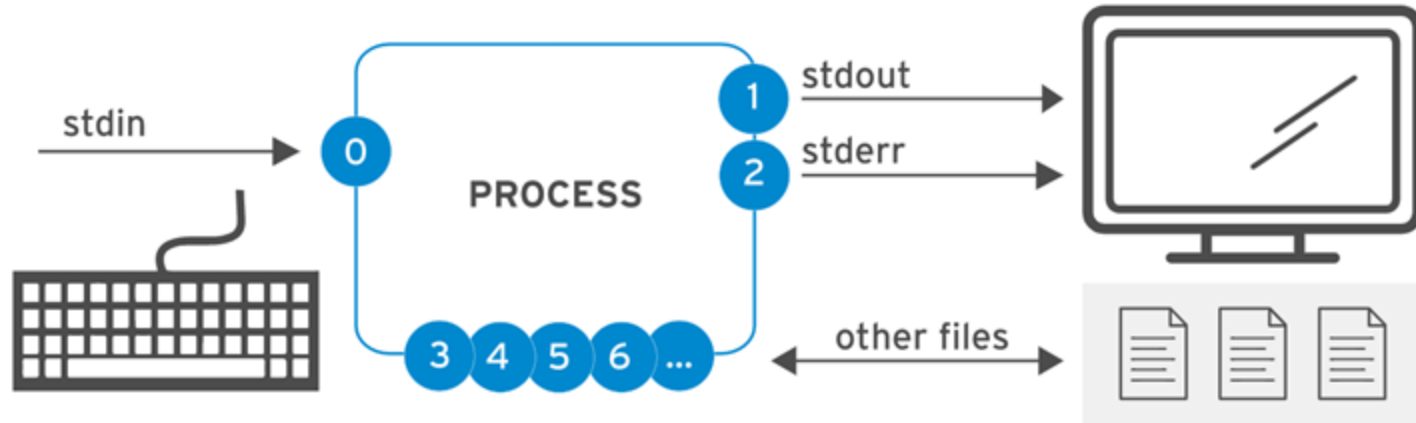 stdin
0
PROCESS
1
stdout
2
stderr
3 4 5 6 ...
other files